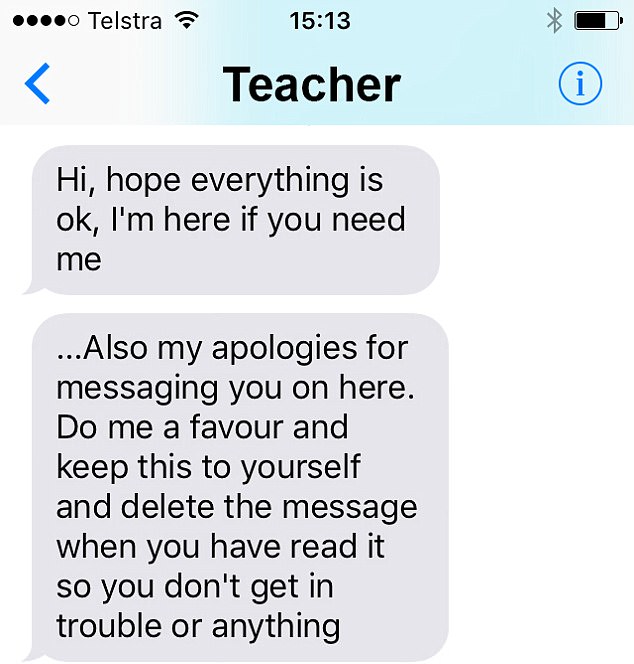 Telstra 15:13
Teacher
Hi, hope everything is
ok, I'm here if you need
me
...Also my apologies for
messaging you on here.
Do me a favour and
keep this to yourself
and delete the message
when you have read it
so you don't get in
trouble or anything